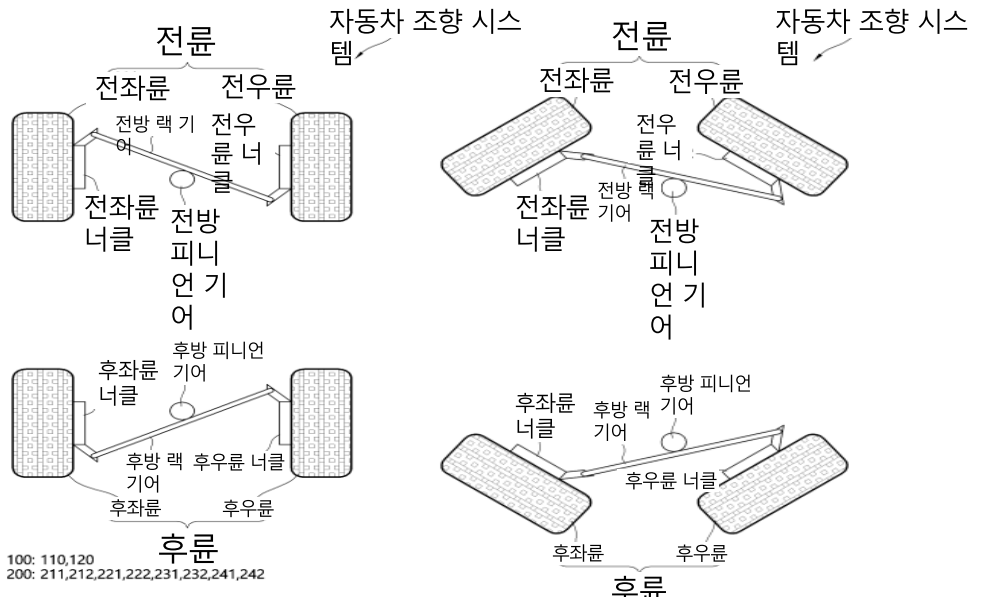 자동차 조향 시스
템
전륜
전좌륜
전우륜
전방 랙 기
어
전우
륜 너
클
전좌륜
너클
전방
피니
언 기
어
후방 피니언
기어
후좌륜
너클
후방 랙
기어
후우륜 너클
후좌륜
후우륜
후륜
100: 110,120
200: 211,212,221,222,231,232,241,242
자동차 조향 시스
템
전륜
전좌륜
전우륜
전우
륜 너
클
전방 랙
기어
전좌륜
너클
전방
피니
언 기
어
후방 피니언
기어
후좌륜
너클
후방 랙
기어
후우륜 너클
후좌륜
후우륜
후륜